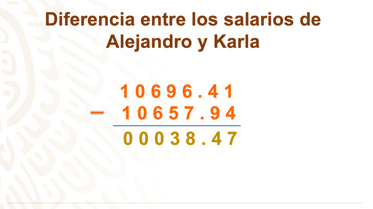 Diferencia entre los salarios de
Alejandro y Karla
10696.41
− 10657.94
00038.47